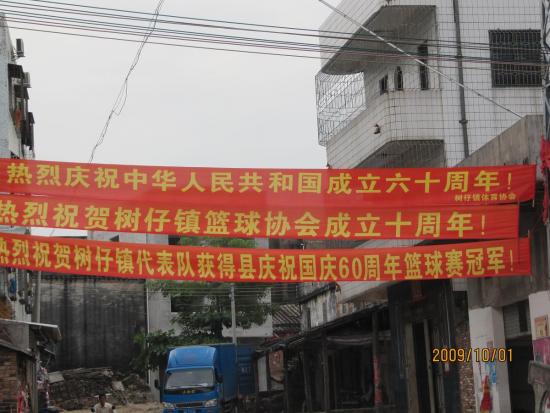 热烈庆祝中华人民共和国成立六十周年！
树仔镇体育协会
热烈祝贺树仔镇篮球协会成立十周年！
热烈祝贺树仔镇代表队获得县庆祝国庆60周年篮球赛冠军！
2009/10/01